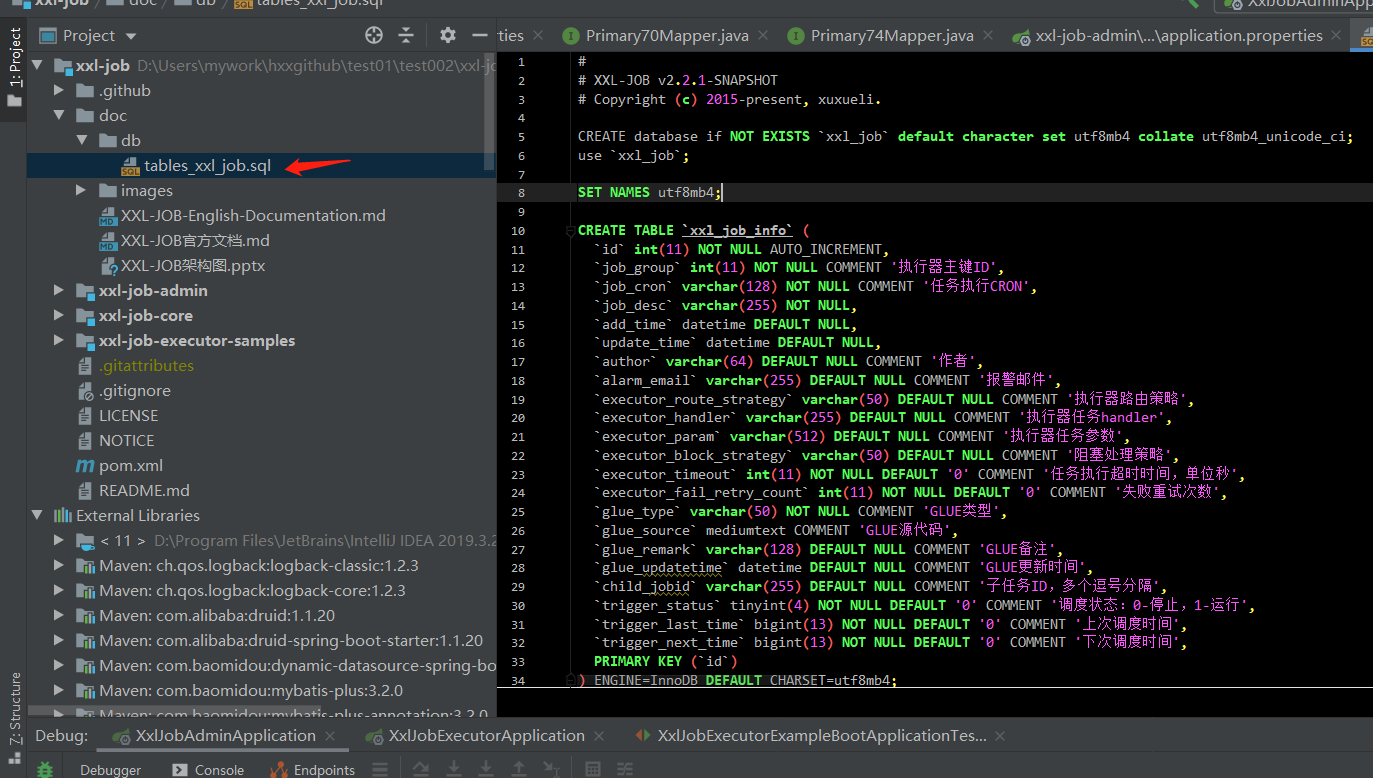 xxl-job / doc / db / tables_xxl_job.sql
XxlJobAdminApp
1: Project
Project
rties
Primary70Mapper.java
Primary74Mapper.java
xxl-job-admin\...\application.properties
xxl-job D:\Users\mywork\hxxgithub\test01\test002\xxl-jo
.github
doc
db
tables_xxl_job.sql
images
XXL-JOB-English-Documentation.md
XXL-JOB官方文档.md
XXL-JOB架构图.pptx
xxl-job-admin
xxl-job-core
xxl-job-executor-samples
.gitattributes
.gitignore
LICENSE
NOTICE
pom.xml
README.md
External Libraries
< 11 > D:\Program Files\JetBrains\IntelliJ IDEA 2019.3.2
Maven: ch.qos.logback:logback-classic:1.2.3
Maven: ch.qos.logback:logback-core:1.2.3
Maven: com.alibaba:druid:1.1.20
Maven: com.alibaba:druid-spring-boot-starter:1.1.20
Maven: com.baomidou:dynamic-datasource-spring-bo
Maven: com.baomidou:mybatis-plus:3.2.0
Maven: com.baomidou:mybatis-plus-annotation:3.2.0
1 #
2 # XXL-JOB v2.2.1-SNAPSHOT
3 # Copyright (c) 2015-present, xuxueli.
4
5 CREATE database if NOT EXISTS `xxl_job` default character set utf8mb4 collate utf8mb4_unicode_ci;
6 use `xxl_job`;
7
8 SET NAMES utf8mb4;
9
10 CREATE TABLE `xxl_job_info` (
11 `id` int(11) NOT NULL AUTO_INCREMENT,
12 `job_group` int(11) NOT NULL COMMENT '执行器主键ID',
13 `job_cron` varchar(128) NOT NULL COMMENT '任务执行CRON',
14 `job_desc` varchar(255) NOT NULL,
15 `add_time` datetime DEFAULT NULL,
16 `update_time` datetime DEFAULT NULL,
17 `author` varchar(64) DEFAULT NULL COMMENT '作者',
18 `alarm_email` varchar(255) DEFAULT NULL COMMENT '报警邮件',
19 `executor_route_strategy` varchar(50) DEFAULT NULL COMMENT '执行器路由策略',
20 `executor_handler` varchar(255) DEFAULT NULL COMMENT '执行器任务handler',
21 `executor_param` varchar(512) DEFAULT NULL COMMENT '执行器任务参数',
22 `executor_block_strategy` varchar(50) DEFAULT NULL COMMENT '阻塞处理策略',
23 `executor_timeout` int(11) NOT NULL DEFAULT '0' COMMENT '任务执行超时时间，单位秒',
24 `executor_fail_retry_count` int(11) NOT NULL DEFAULT '0' COMMENT '失败重试次数',
25 `glue_type` varchar(50) NOT NULL COMMENT 'GLUE类型',
26 `glue_source` mediumtext COMMENT 'GLUE源代码',
27 `glue_remark` varchar(128) DEFAULT NULL COMMENT 'GLUE备注',
28 `glue_updatetime` datetime DEFAULT NULL COMMENT 'GLUE更新时间',
29 `child_jobid` varchar(255) DEFAULT NULL COMMENT '子任务ID，多个逗号分隔',
30 `trigger_status` tinyint(4) NOT NULL DEFAULT '0' COMMENT '调度状态：0-停止，1-运行',
31 `trigger_last_time` bigint(13) NOT NULL DEFAULT '0' COMMENT '上次调度时间',
32 `trigger_next_time` bigint(13) NOT NULL DEFAULT '0' COMMENT '下次调度时间',
33 PRIMARY KEY (`id`)
34 ) ENGINE=InnoDB DEFAULT CHARSET=utf8mb4;
Z: Structure
Debug:
XxlJobAdminApplication
XxlJobExecutorApplication
XxlJobExecutorExampleBootApplicationTes...
Debugger
Console
Endpoints